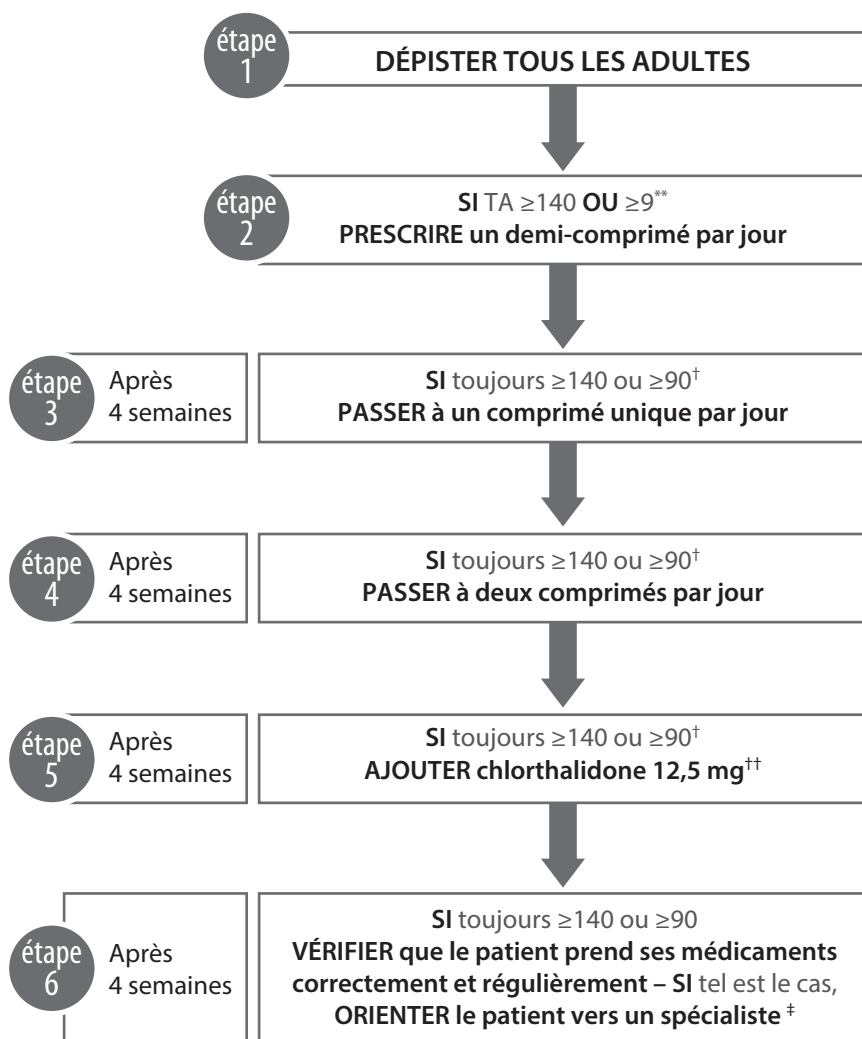 étape
1
DÉPISTER TOUS LES ADULTES
étape
2
SI TA ≥140 OU ≥9**
PRESCRIRE un demi-comprimé par jour
étape
3
Après
4 semaines
SI toujours ≥140 ou ≥90†
PASSER à un comprimé unique par jour
étape
4
Après
4 semaines
SI toujours ≥140 ou ≥90†
PASSER à deux comprimés par jour
étape
5
Après
4 semaines
SI toujours ≥140 ou ≥90†
AJOUTER chlorthalidone 12,5 mg††
étape
6
Après
4 semaines
SI toujours ≥140 ou ≥90
VÉRIFIER que le patient prend ses médicaments
correctement et régulièrement – SI tel est le cas,
ORIENTER le patient vers un spécialiste ‡